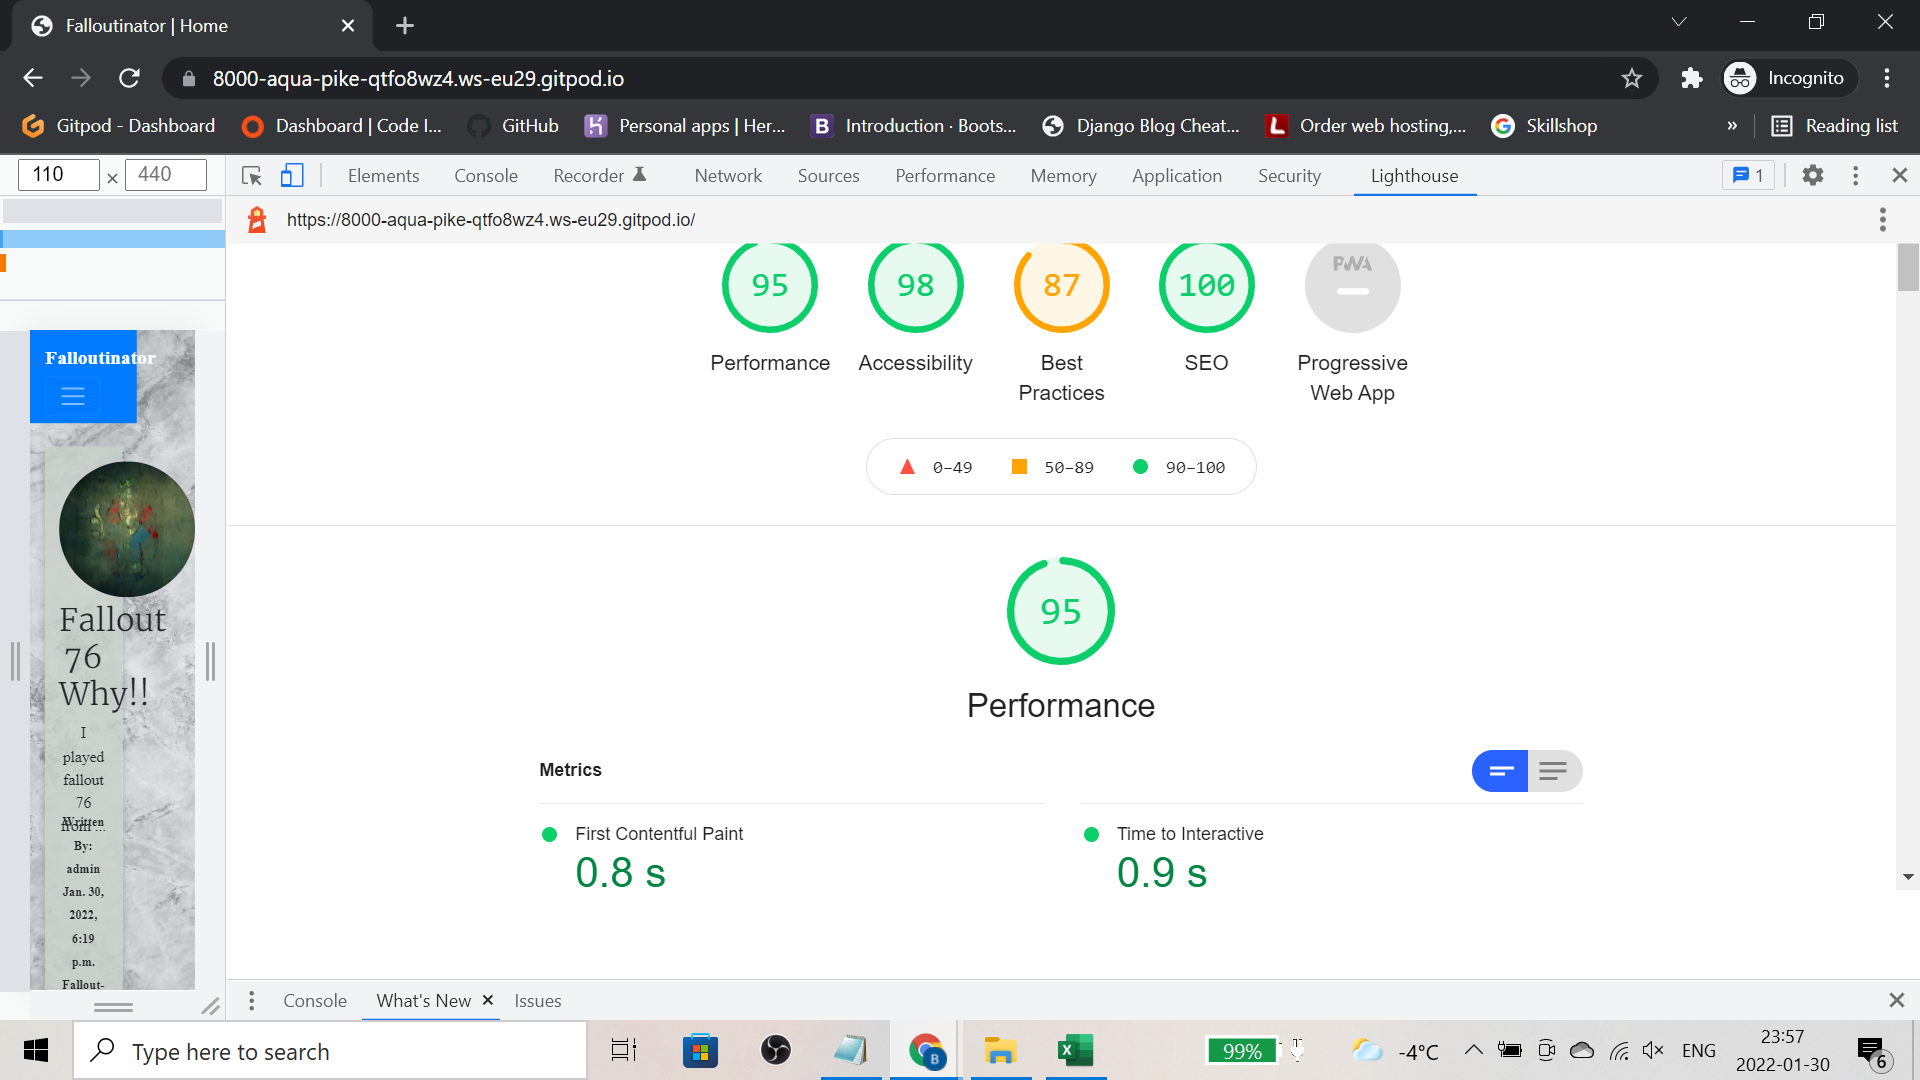 Falloutinator | Home
8000-aqua-pike-qtfo8wz4.ws-eu29.gitpod.io
Incognito
Gitpod - Dashboard
Dashboard | Code I...
GitHub
Personal apps | Her...
B
Introduction · Boots...
Django Blog Cheat...
L
Order web hosting,...
Skillshop
»
Reading list
110 × 440
Elements
Console
Recorder
Network
Sources
Performance
Memory
Application
Security
Lighthouse
1
https://8000-aqua-pike-qtfo8wz4.ws-eu29.gitpod.io/
95
98
87
100
PWA
Performance
Accessibility
Best
Practices
SEO
Progressive
Web App
0–49
50–89
90–100
95
Performance
Metrics
First Contentful Paint
0.8 s
Time to Interactive
0.9 s
Falloutinator
Fallout
76
Why!!
I
played
fallout
76
from ...
Written
By:
admin
Jan. 30,
2022,
6:19
p.m.
Fallout-
Console
What's New
Issues
Type here to search
B
X
99%
-4°C
ENG
23:57
2022-01-30
6